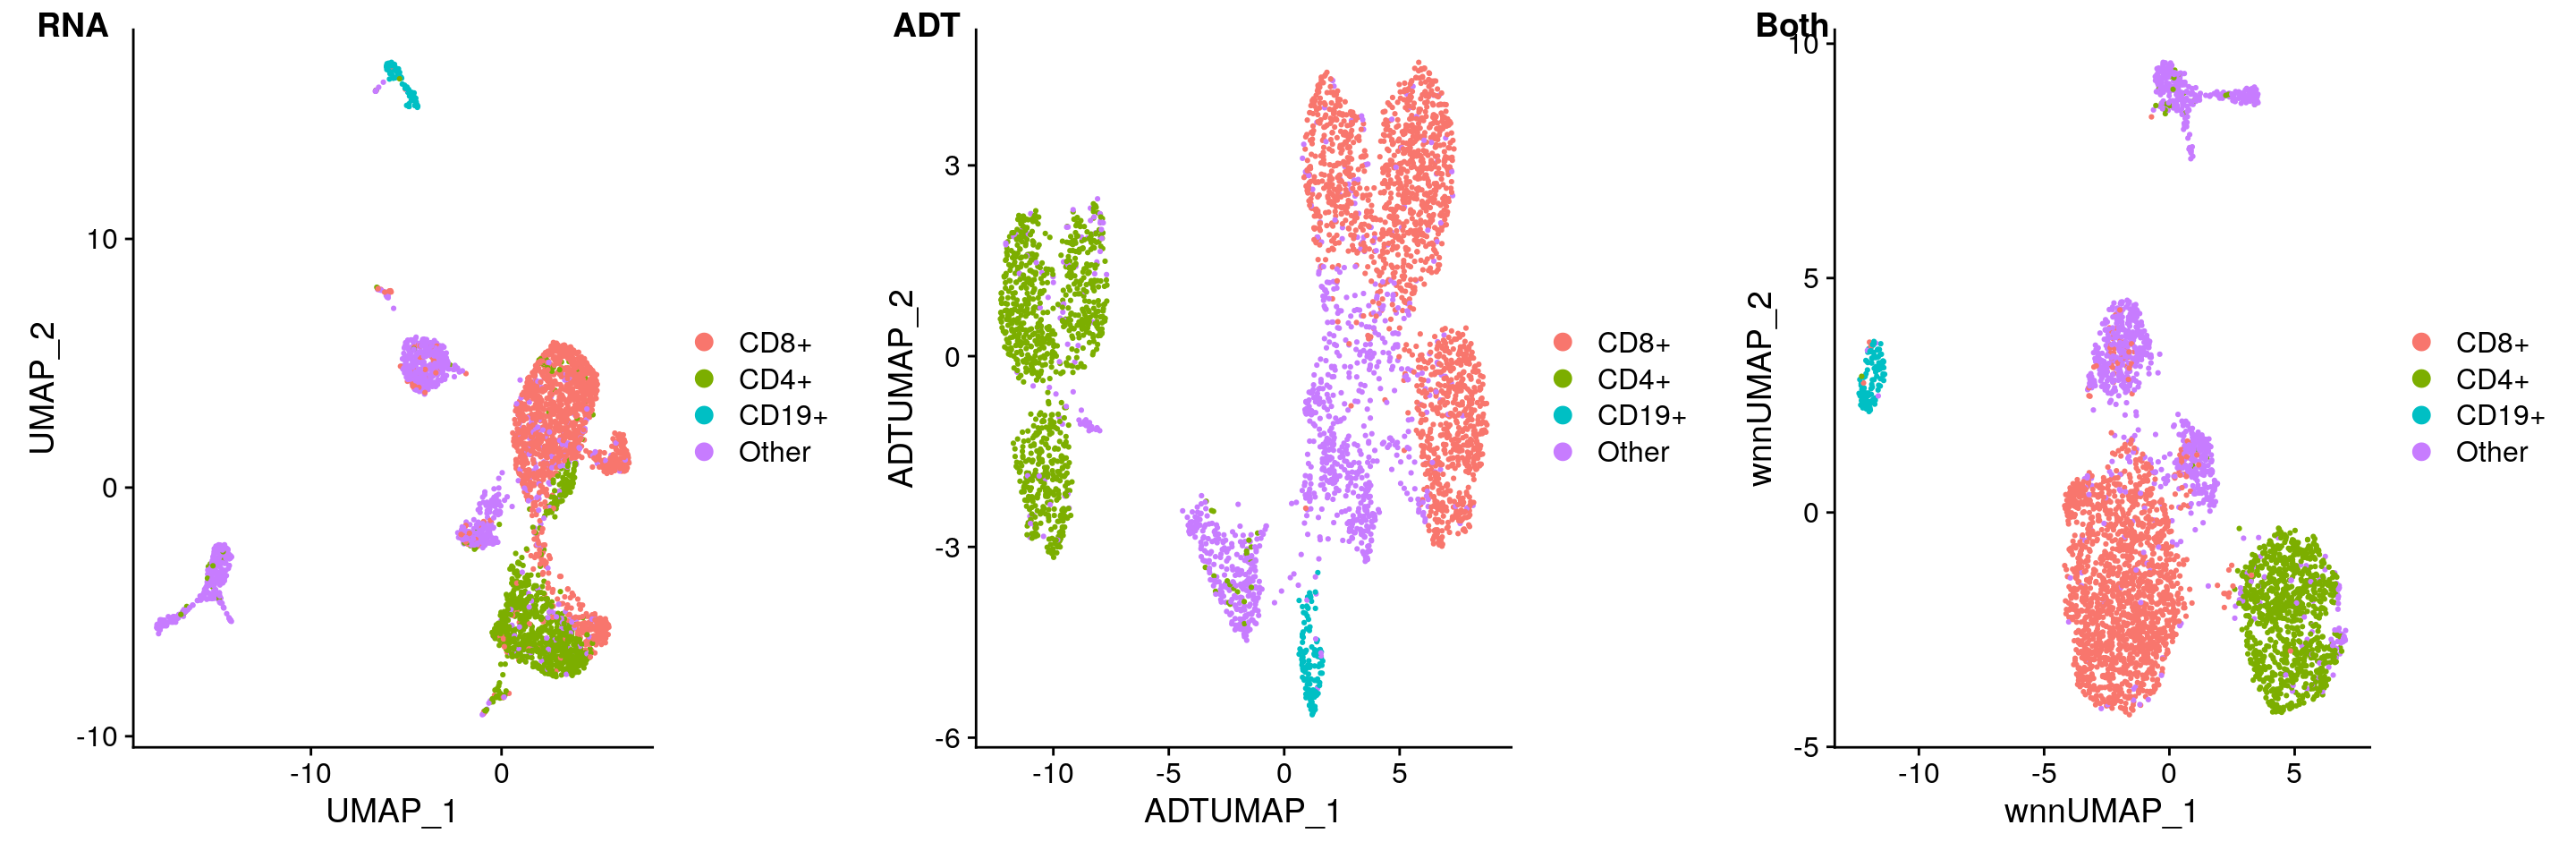 RNA
UMAP_2
10
0
-10
-10 0
UMAP_1
CD8+
CD4+
CD19+
Other
ADT
ADTUMAP_2
3
0
-3
-6
-10 -5 0 5
ADTUMAP_1
CD8+
CD4+
CD19+
Other
Both
wnnUMAP_2
10
5
0
-5
-10 -5 0 5
wnnUMAP_1
CD8+
CD4+
CD19+
Other